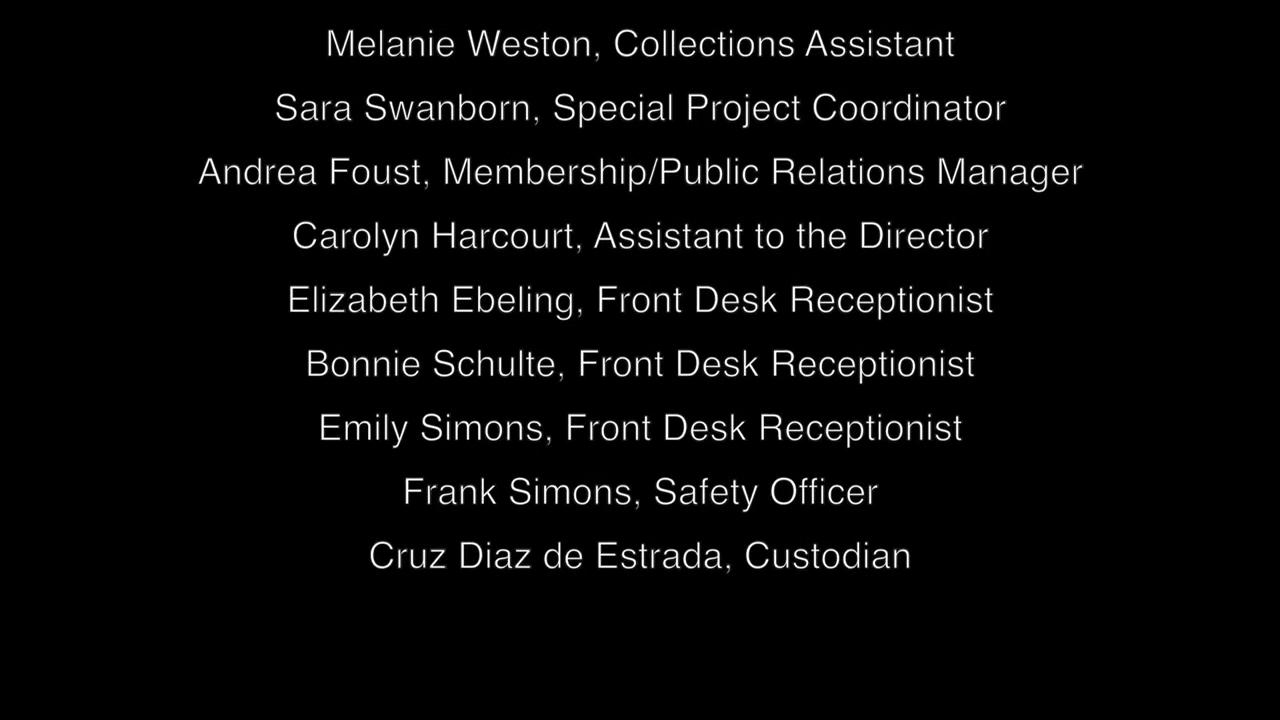 Melanie Weston, Collections Assistant
Sara Swanborn, Special Project Coordinator
Andrea Foust, Membership/Public Relations Manager
Carolyn Harcourt, Assistant to the Director
Elizabeth Ebeling, Front Desk Receptionist
Bonnie Schulte, Front Desk Receptionist
Emily Simons, Front Desk Receptionist
Frank Simons, Safety Officer
Cruz Diaz de Estrada, Custodian